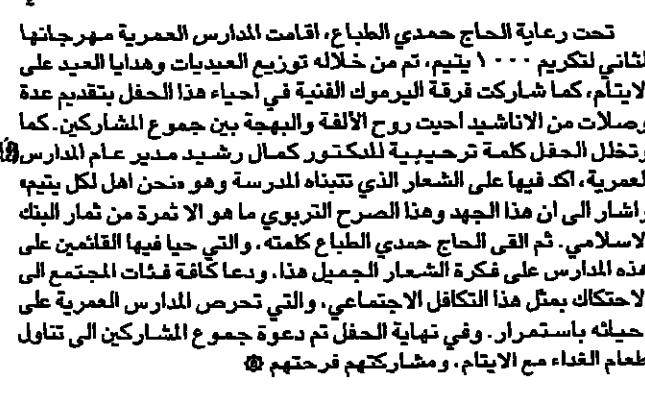 تحت رعاية الحاج حمدي الطباع، اقامت المدارس العمرية مهرجانها
لثاني لتكريم ١٠٠٠ يتيم، تم من خلاله توزيع العيديات وهدايا العيد على
لايتام، كما شاركت فرقة اليرموك الفنية في احياء هذا الحفل بتقديم عدة
وصلات من الاناشيد احيت روح الألفة والبهجة بين جموع المشاركين. كما
وتخلل الحفل كلمة ترحيبية للدكتور كمال رشيد مدير عام المدارس
لعمرية، اكد فيها على الشعار الذي تتبناه المدرسة وهو «نحن اهل لكل يتيم»
واشار الى ان هذا الجهد وهذا الصرح التربوي ما هو الا ثمرة من ثمار البنك
لاسلامي. ثم القى الحاج حمدي الطباع كلمته، والتي حيا فيها القائمين على
هذه المدارس على فكرة الشعار الجميل هذا، ودعا كافة فئات المجتمع الى
لاحتكاك بمثل هذا التكافل الاجتماعي، والتي تحرص المدارس العمرية على
حيائه باستمرار. وفي نهاية الحفل تم دعوة جموع المشاركين الى تناول
طعام الغداء مع الايتام، ومشاركتهم فرحتهم